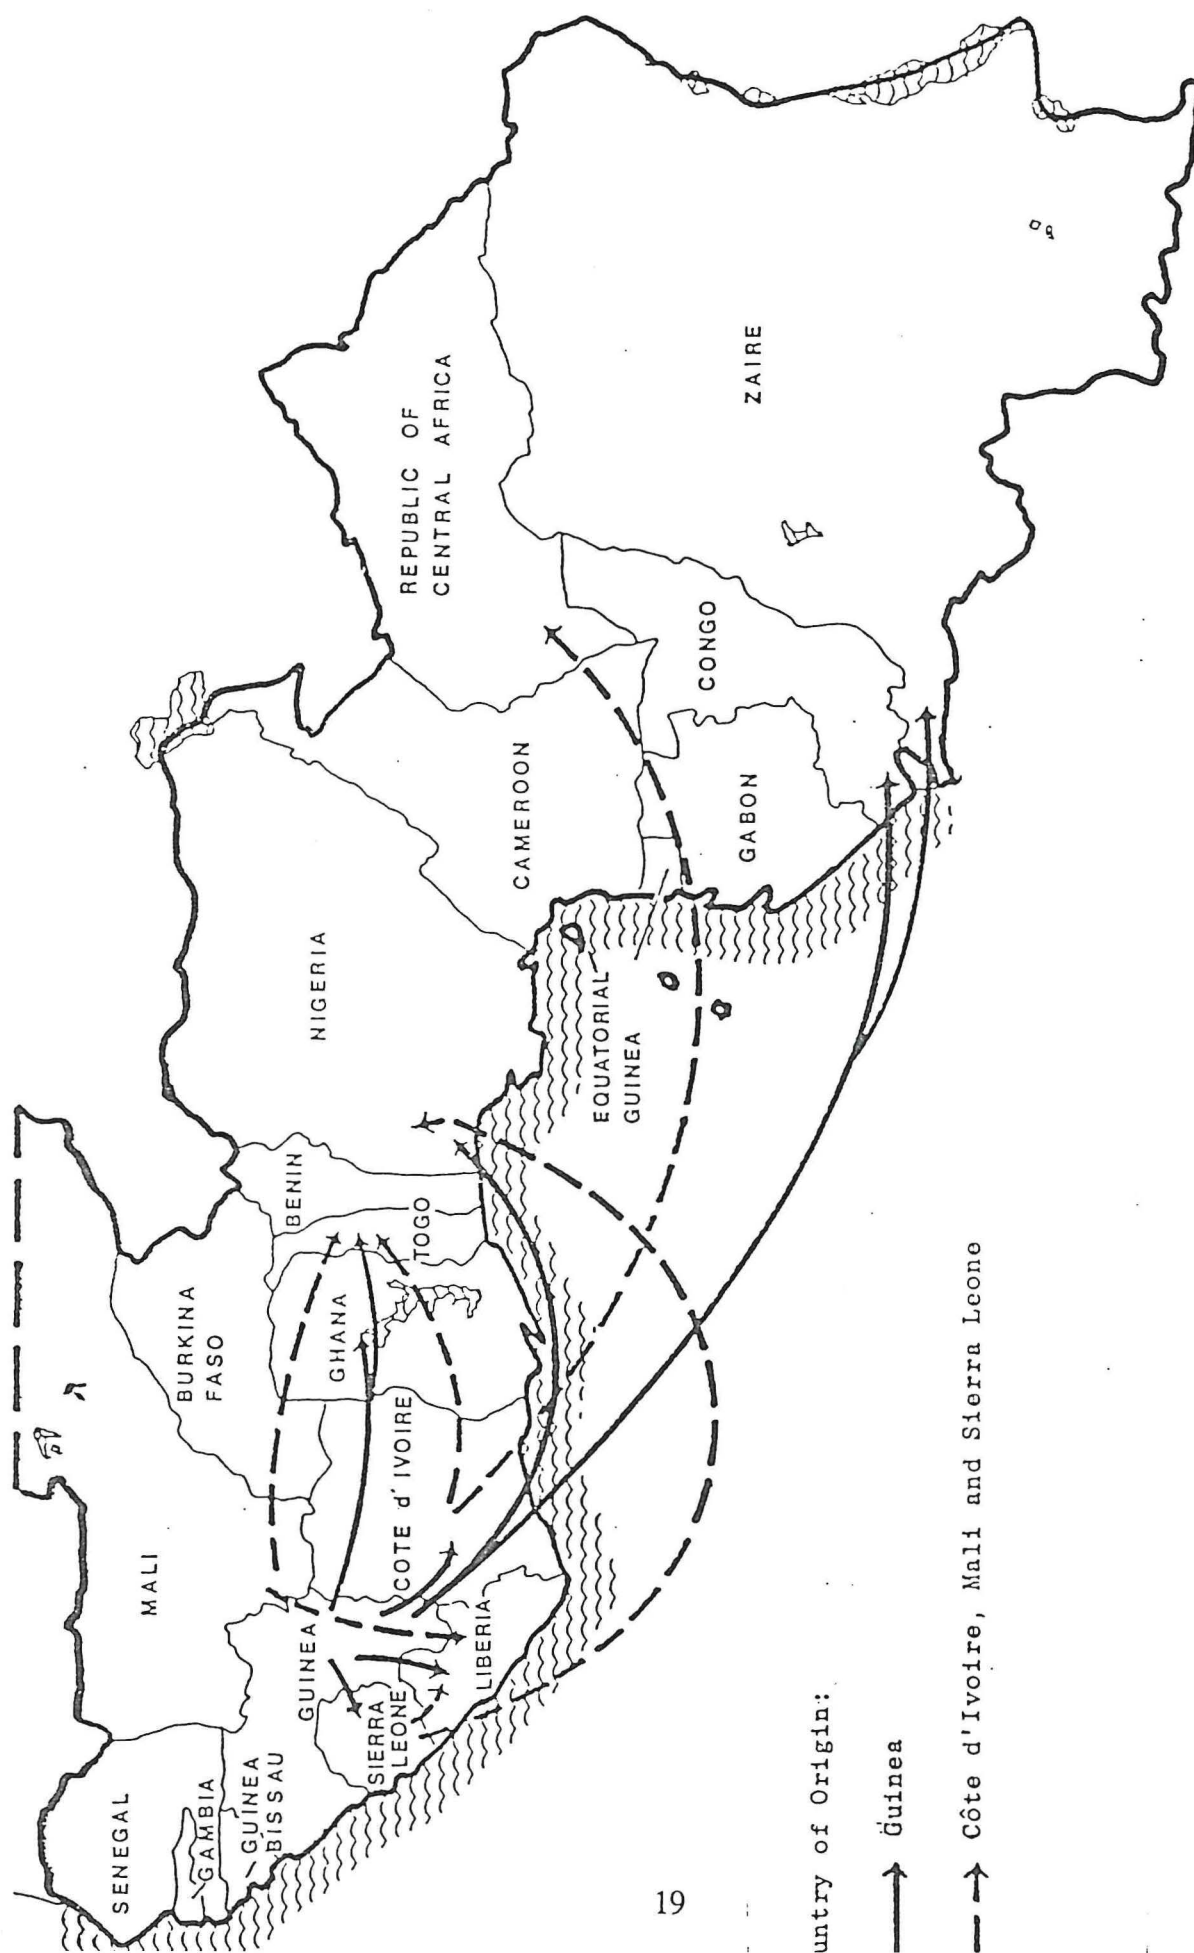 SENEGAL
GAMBIA
GUINEA
BISSAU
MALI
GUINEA
SIERRA
LEONE
LIBERIA
COTE d'IVOIRE
BURKINA
FASO
GHANA
TOGO
BENIN
NIGERIA
EQUATORIAL
GUINEA
CAMEROON
GABON
CONGO
REPUBLIC OF
CENTRAL AFRICA
ZAIRE
untry of Origin:
Guinea
Côte d'Ivoire, Mali and Sierra Leone
19